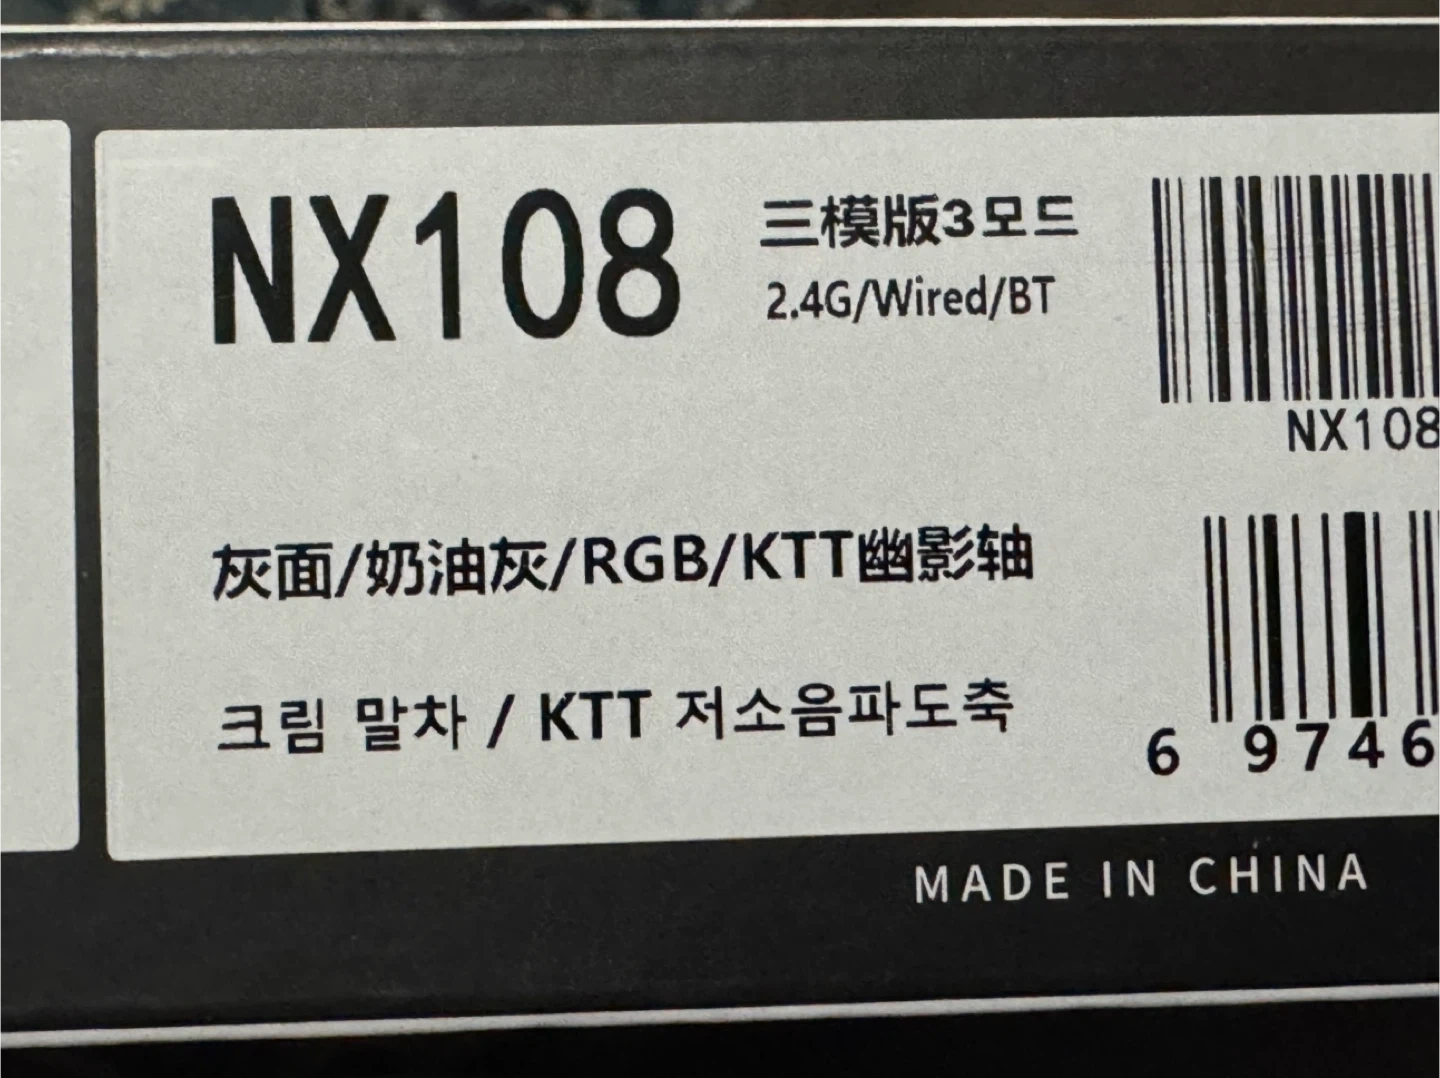 NX108
三模版3모드
2.4G/Wired/BT
NX108
灰面/奶油灰/RGB/KTT幽影轴
크림 말차 / KTT 저소음파도축
6 9746
MADE IN CHINA